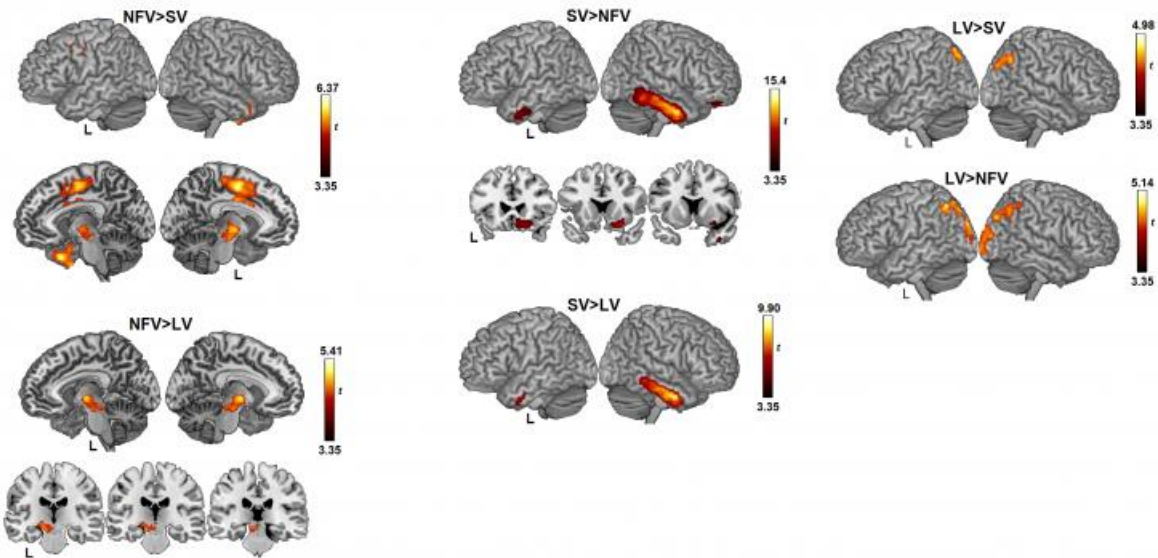 NFV>SV
6.37
t
3.35
L
L
NFV>LV
5.41
t
3.35
L
L
SV>NFV
15.4
t
3.35
L
L
SV>LV
9.90
t
3.35
L
LV>SV
4.98
t
3.35
L
LV>NFV
5.14
t
3.35
L